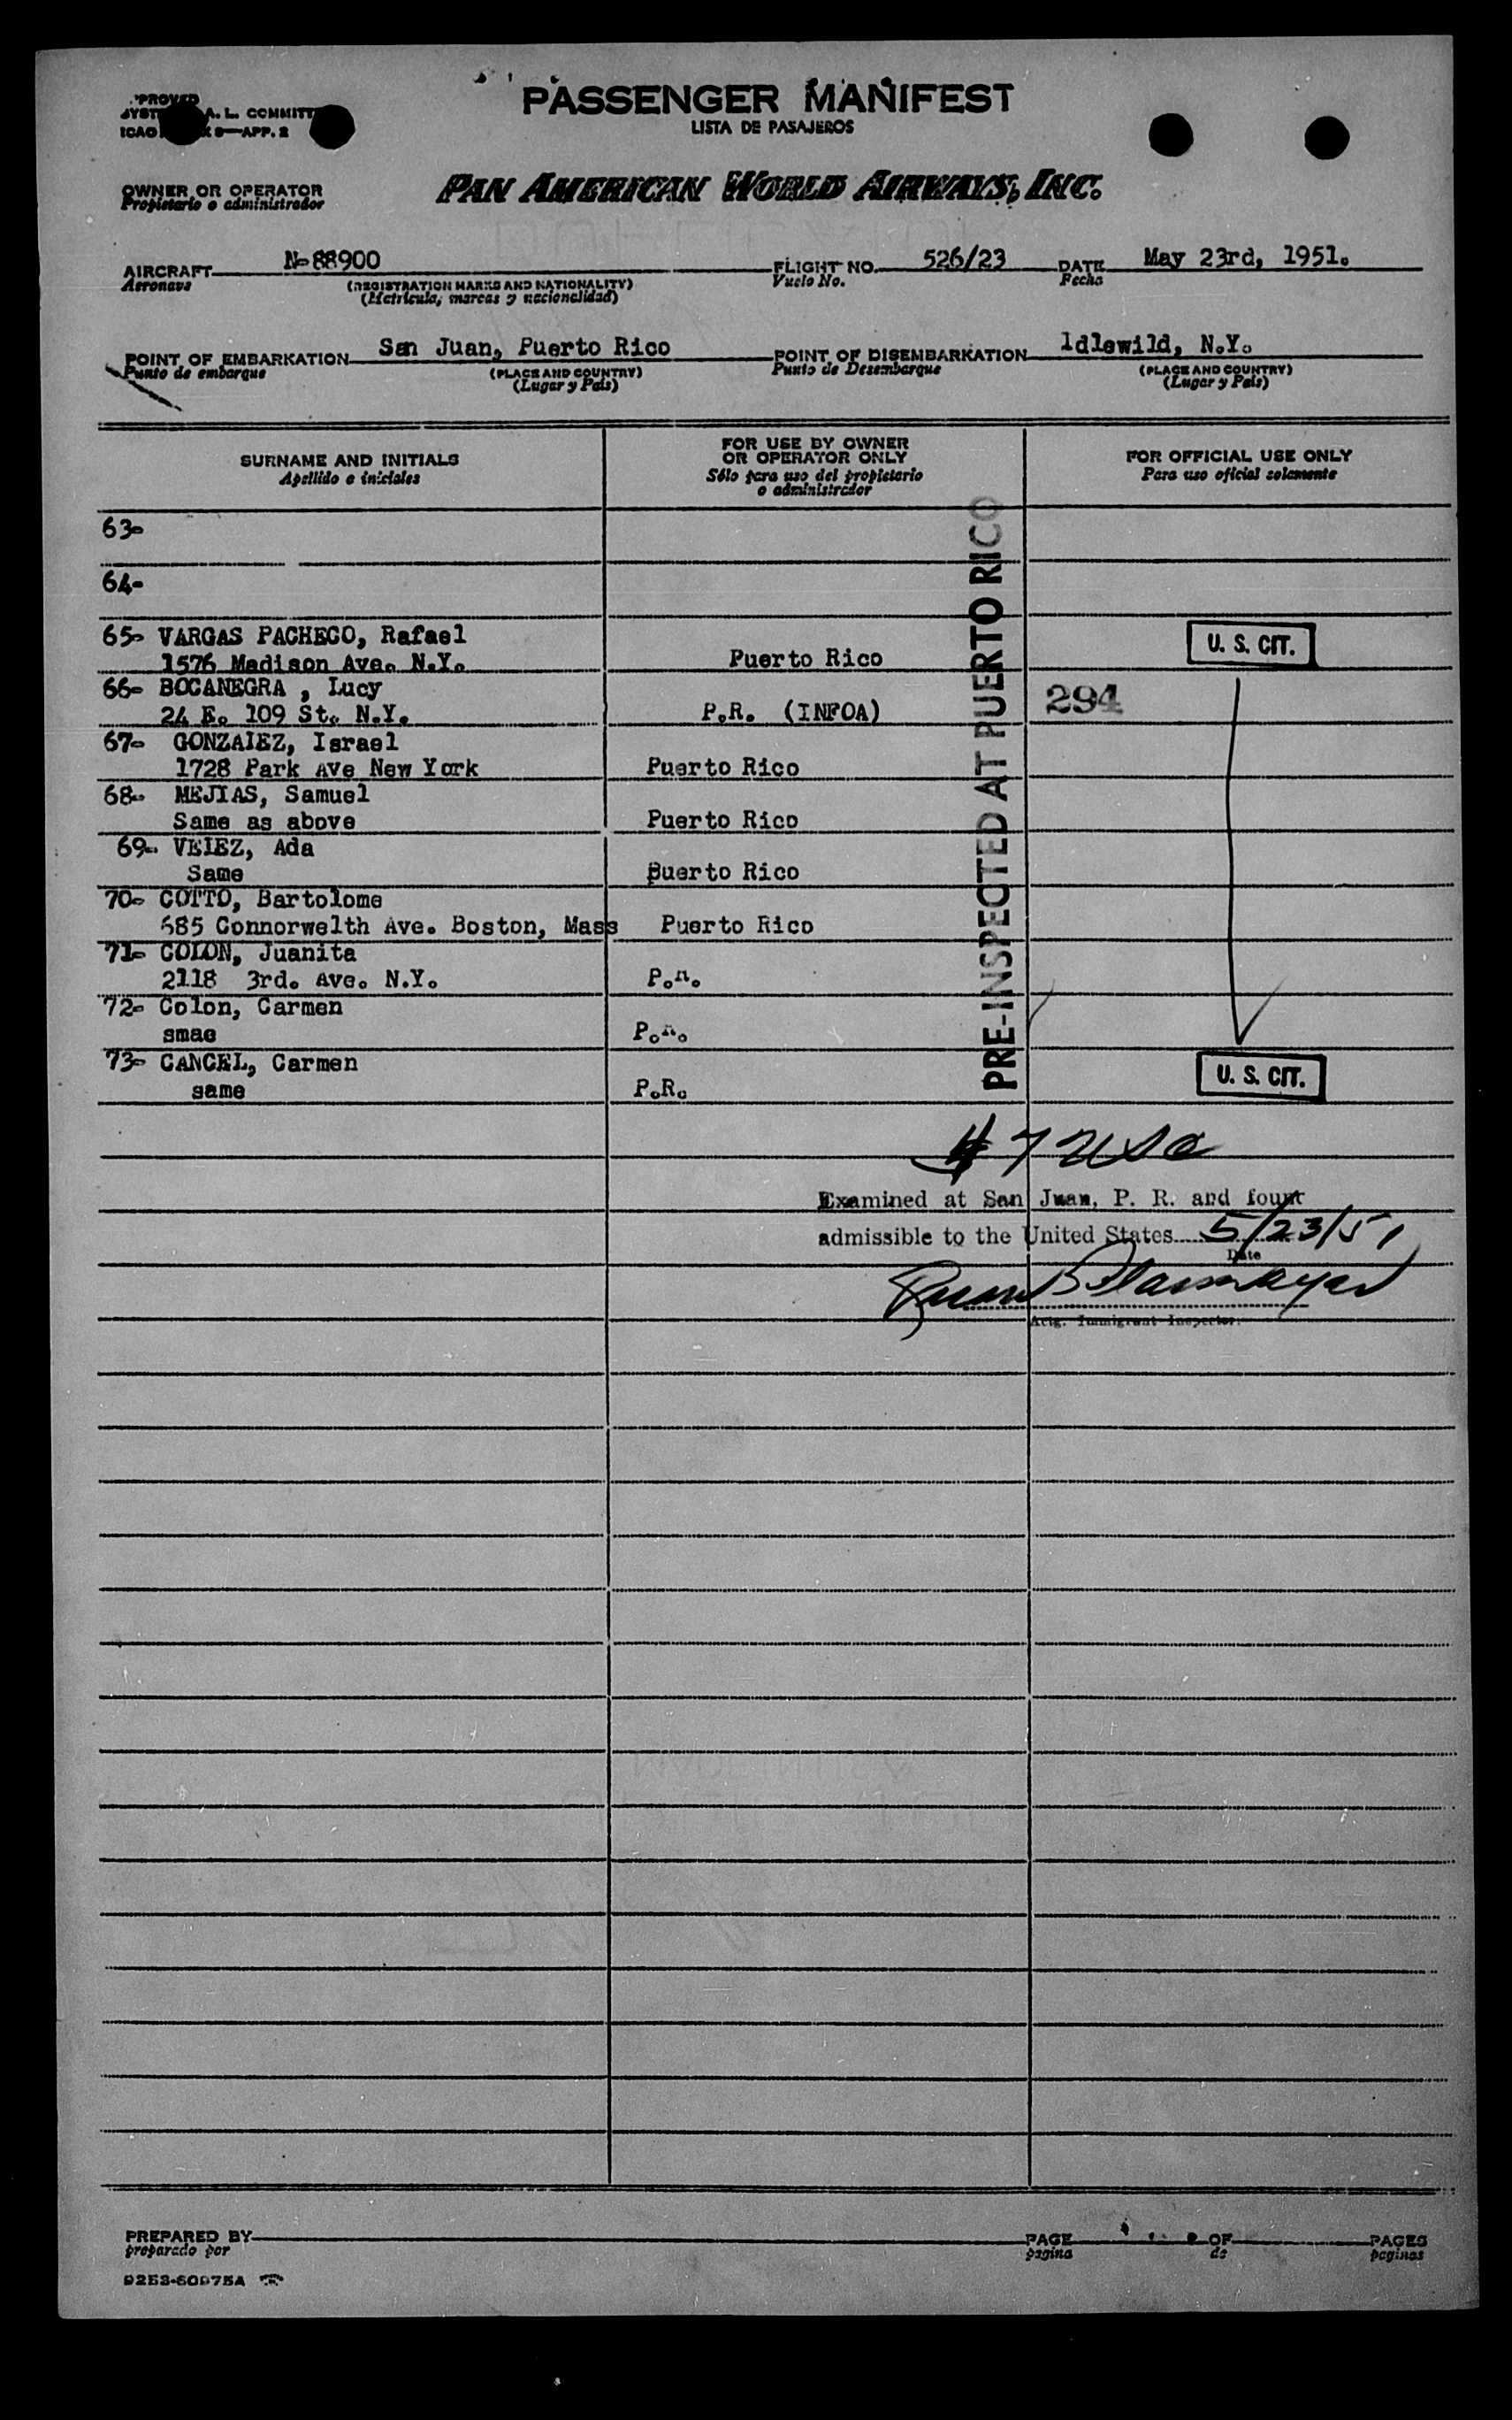 PASSENGER MANIFEST
LISTA DE PASAJEROS
A. L. COMMITT
ICAO 9—APP. 2
OWNER OR OPERATOR
Propietario o administrador
PAN AMERICAN WORLD AIRWAYS, INC.
AIRCRAFT N-88900 FLIGHT NO. 526/23 DATE May 23rd, 1951.
Aeronave (REGISTRATION MARKS AND NATIONALITY) Vuelo No. Fecha
(Matricula, marcas y nacionalidad)
POINT OF EMBARKATION San Juan, Puerto Rico POINT OF DISEMBARKATION Idlewild, N.Y.
Punto de embarque (PLACE AND COUNTRY) Punto de Desembarque (PLACE AND COUNTRY)
(Lugar y País) (Lugar y País)
SURNAME AND INITIALS
Apellido e iniciales
FOR USE BY OWNER
OR OPERATOR ONLY
Sólo para uso del propietario
o administrador
FOR OFFICIAL USE ONLY
Para uso oficial solamente
63-
64-
65- VARGAS PACHECO, Rafael U. S. CIT.
1576 Madison Ave. N.Y. Puerto Rico
66- BOCANEGRA , Lucy 294
24 E. 109 St. N.Y. P.R. (INFOA)
67- GONZALEZ, Israel
1728 Park Ave New York Puerto Rico
68- MEJIAS, Samuel
Same as above Puerto Rico
69- VELEZ, Ada
Same Puerto Rico
70- COTTO, Bartolome
685 Connorwelth Ave. Boston, Mass Puerto Rico
71- COLON, Juanita
2118 3rd. Ave. N.Y. P.R.
72- Colon, Carmen
smae P.R.
73- CANCEL, Carmen U. S. CIT.
same P.R.
PRE-INSPECTED AT PUERTO RICO
Examined at San Juan, P. R. and found
admissible to the United States 5/23/51
Date
Actg. Immigrant Inspector.
PREPARED BY PAGE OF PAGES
preparado por pagina de paginas